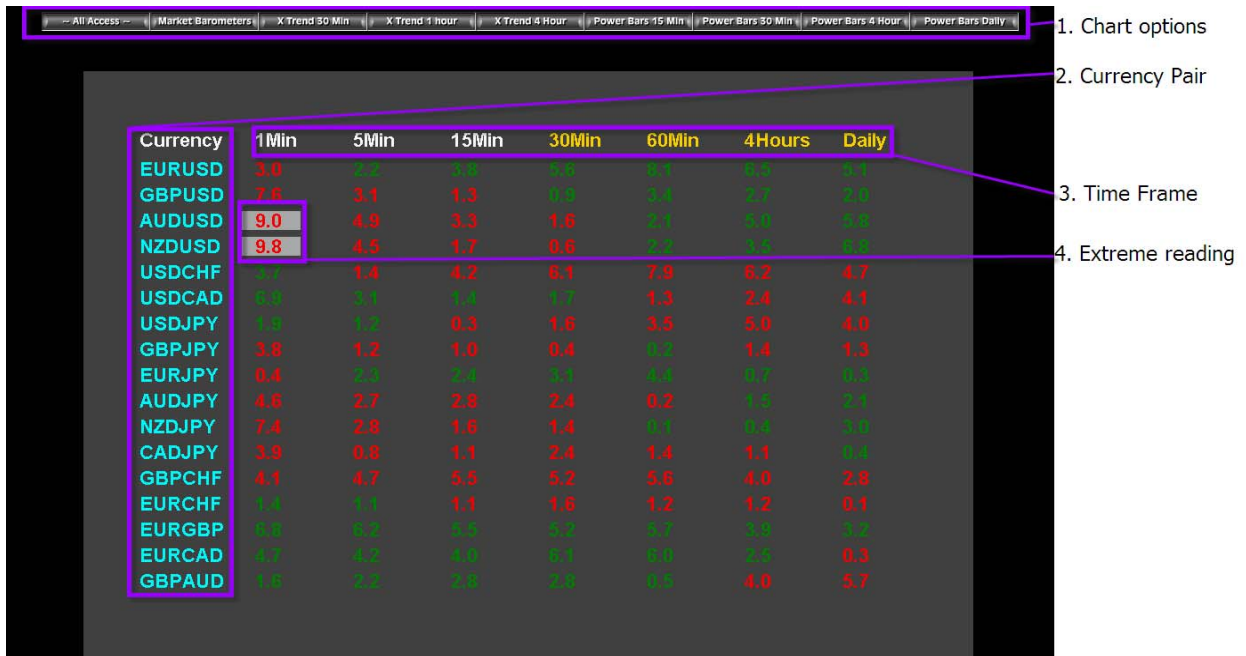 ~ All Access ~ Market Barometers X Trend 30 Min X Trend 1 hour X Trend 4 Hour Power Bars 15 Min Power Bars 30 Min Power Bars 4 Hour Power Bars Daily
1. Chart options
2. Currency Pair
Currency 1Min 5Min 15Min 30Min 60Min 4Hours Daily
EURUSD 3.0 2.2 3.8 5.6 8.1 6.5 5.1
GBPUSD 7.6 3.1 1.3 0.9 3.4 2.7 2.0
3. Time Frame
AUDUSD 9.0 4.9 3.3 1.6 2.1 5.0 5.8
NZDUSD 9.8 4.5 1.7 0.6 2.2 3.5 6.8
4. Extreme reading
USDCHF 3.7 1.4 4.2 6.1 7.9 6.2 4.7
USDCAD 6.9 3.1 1.4 1.7 1.3 2.4 4.1
USDJPY 1.9 1.2 0.3 1.6 3.5 5.0 4.0
GBPJPY 3.8 1.2 1.0 0.4 0.2 1.4 1.3
EURJPY 0.4 2.3 2.4 3.1 4.4 0.7 0.3
AUDJPY 4.6 2.7 2.8 2.4 0.2 1.5 2.1
NZDJPY 7.4 2.8 1.6 1.4 0.1 0.4 3.0
CADJPY 3.9 0.8 1.1 2.4 1.4 1.1 0.4
GBPCHF 4.1 4.7 5.5 5.2 5.6 4.0 2.8
EURCHF 1.4 1.1 1.1 1.6 1.2 1.2 0.1
EURGBP 6.8 6.2 5.5 5.2 5.7 3.9 3.2
EURCAD 4.7 4.2 4.0 6.1 6.0 2.5 0.3
GBPAUD 1.6 2.2 2.8 2.8 0.5 4.0 5.7